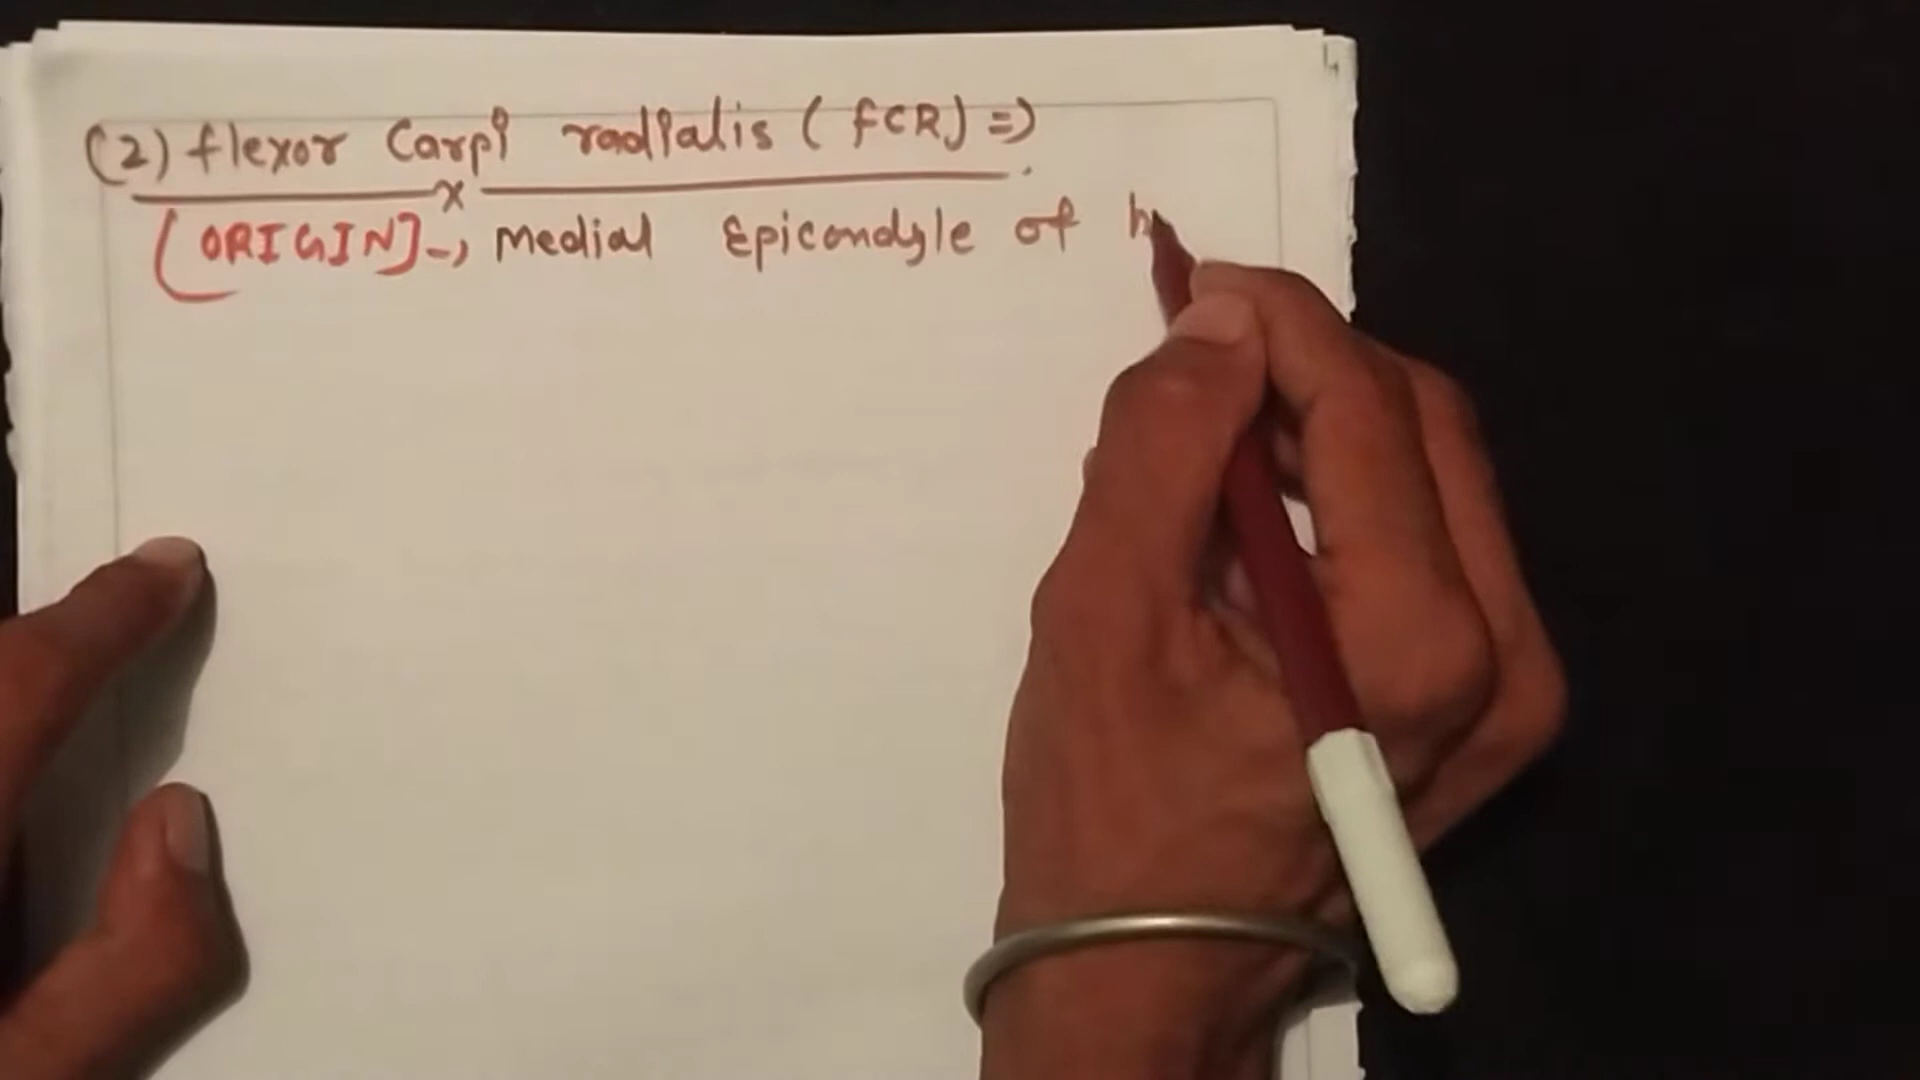 (2) flexor Carpi radialis (FCR) =>
[ORIGIN] -, Medial Epicondyle of h